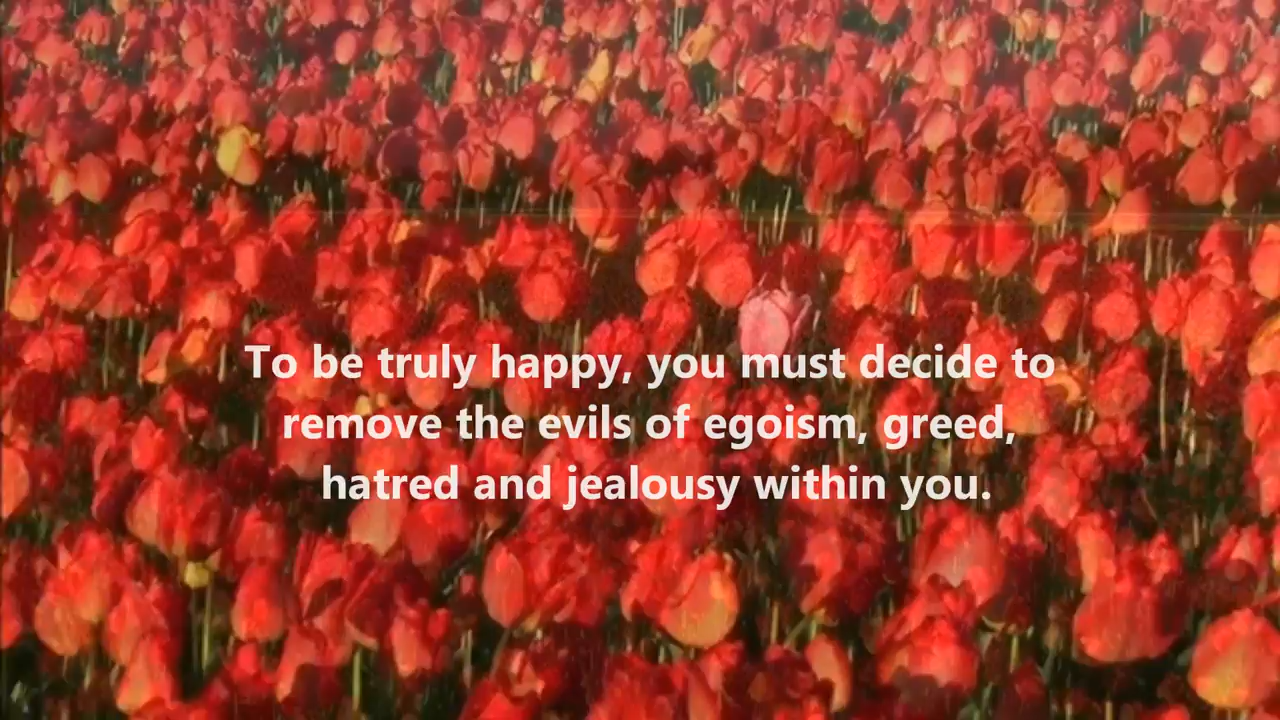 To be truly happy, you must decide to
remove the evils of egoism, greed,
hatred and jealousy within you.